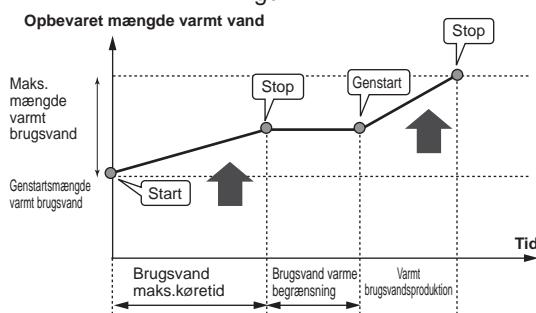 Opbevaret mængde varmt vand
Stop
Maks.
mængde
varmt
brugsvand
Stop
Genstart
Genstartsmængde
varmt brugsvand
Start
Tid
Brugsvand
maks.køretid
Brugsvand varme
begrænsning
Varmt
brugsvandsproduktion